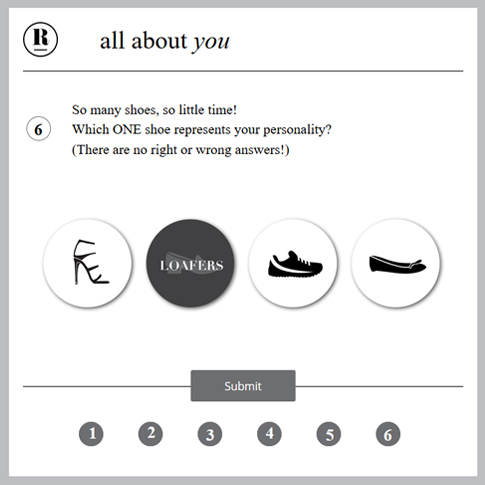 R
all about you
6
So many shoes, so little time!
Which ONE shoe represents your personality?
(There are no right or wrong answers!)
LOAFERS
Submit
1 2 3 4 5 6